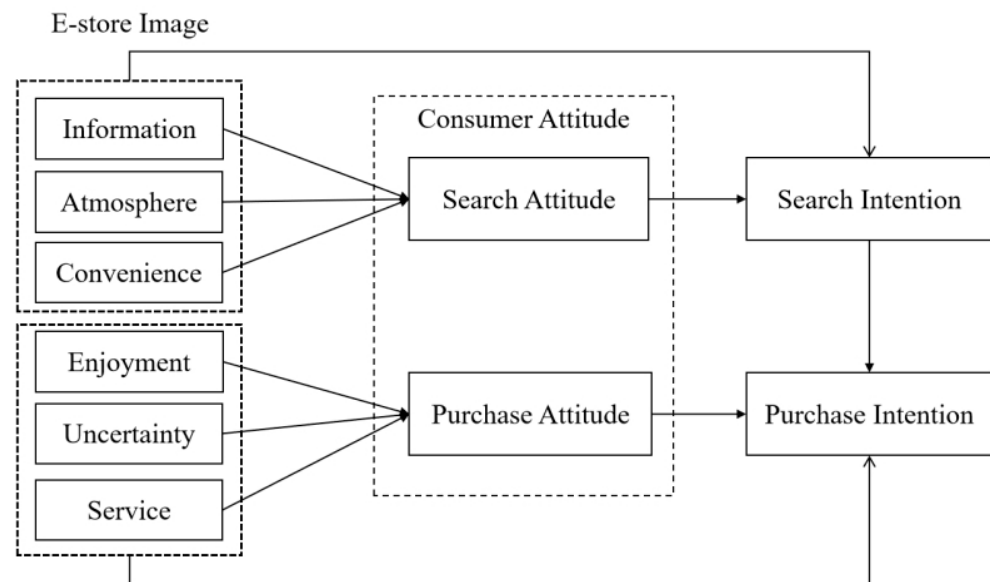 E-store Image
Information
Atmosphere
Convenience
Enjoyment
Uncertainty
Service
Consumer Attitude
Search Attitude
Purchase Attitude
Search Intention
Purchase Intention